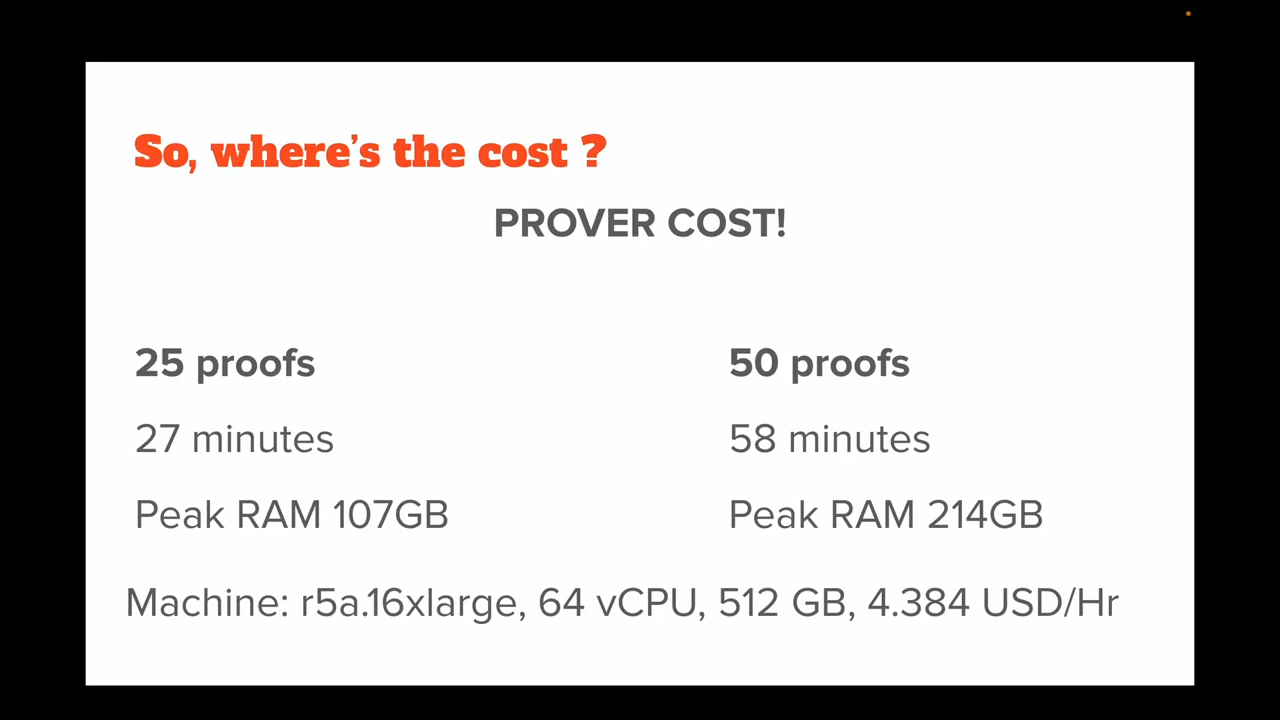 So, where's the cost ?
PROVER COST!
25 proofs
27 minutes
Peak RAM 107GB
50 proofs
58 minutes
Peak RAM 214GB
Machine: r5a.16xlarge, 64 vCPU, 512 GB, 4.384 USD/Hr